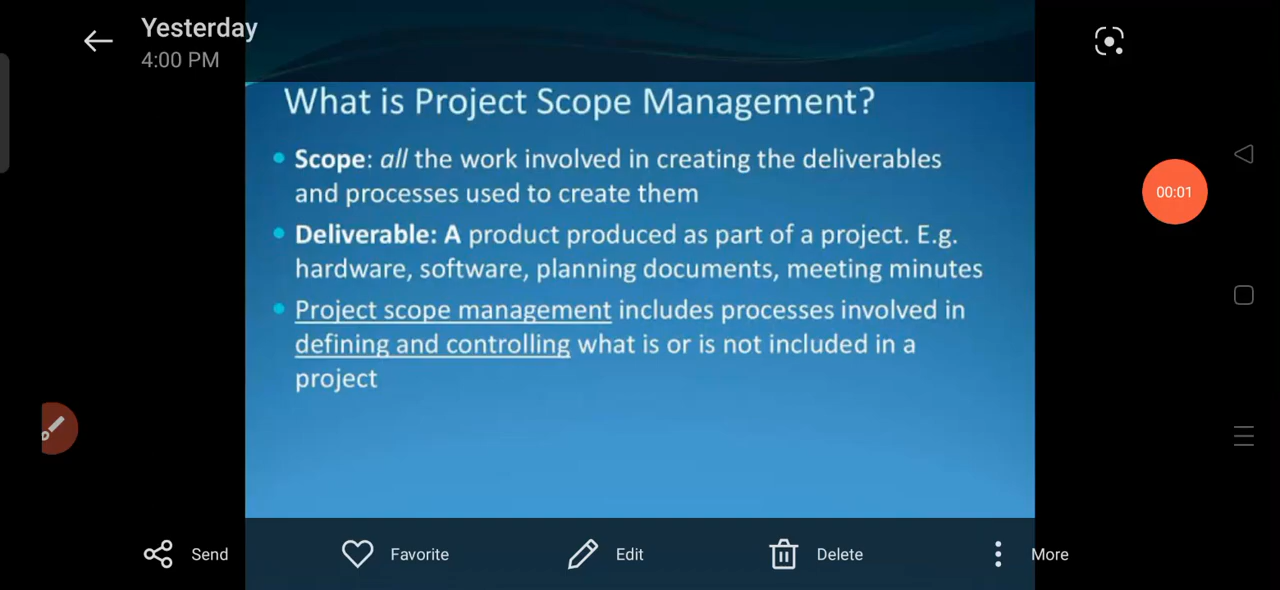 Yesterday
4:00 PM
What is Project Scope Management?
00:01
Scope: all the work involved in creating the deliverables
and processes used to create them
Deliverable: A product produced as part of a project. E.g.
hardware, software, planning documents, meeting minutes
Project scope management includes processes involved in
defining and controlling what is or is not included in a
project
Send
Favorite
Edit
Delete
More